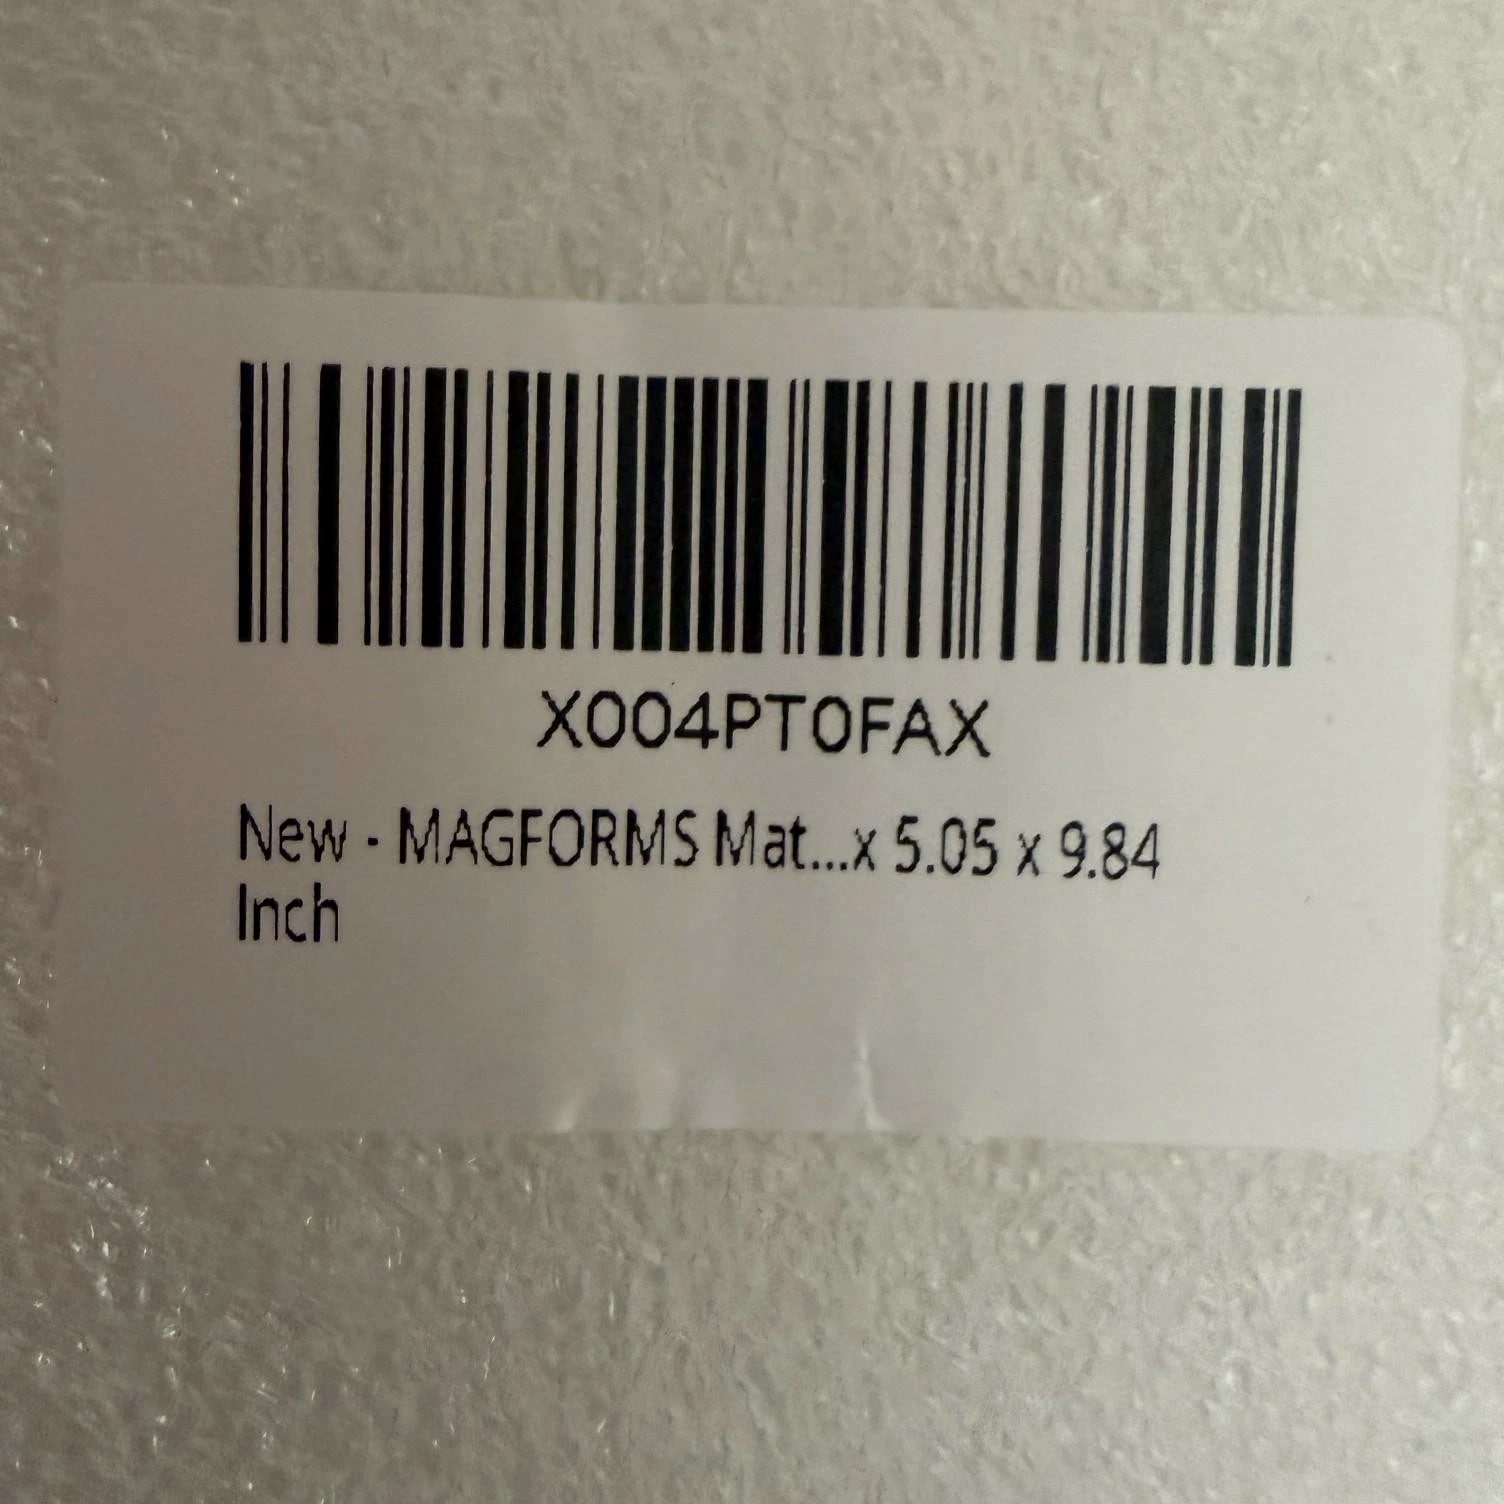 X004PT0FAX
New - MAGFORMS Mat...x 5.05 x 9.84
Inch